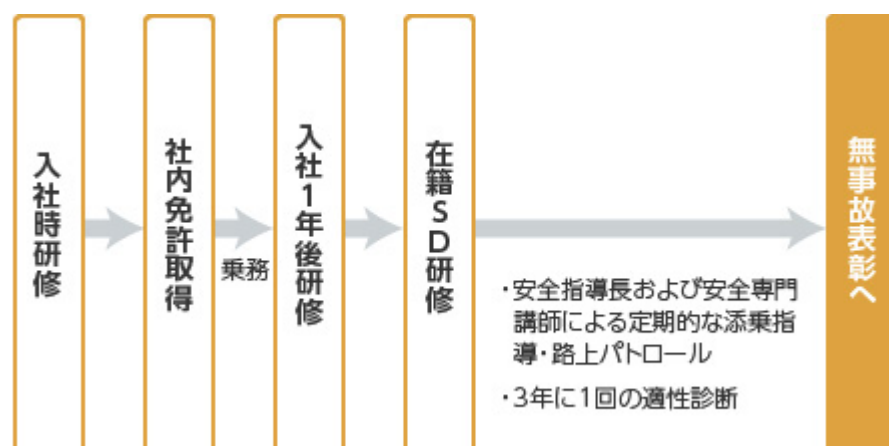 入社時研修
社内免許取得
乗務
入社1年後研修
在籍SD研修
・安全指導長および安全専門
講師による定期的な添乗指
導・路上パトロール
・3年に1回の適性診断
無事故表彰へ